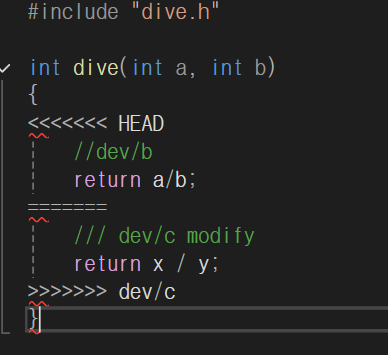 #include "dive.h"
int dive(int a, int b)
{
<<<<<<< HEAD
    //dev/b
    return a/b;
=======
    /// dev/c modify
    return x / y;
>>>>>>> dev/c
}